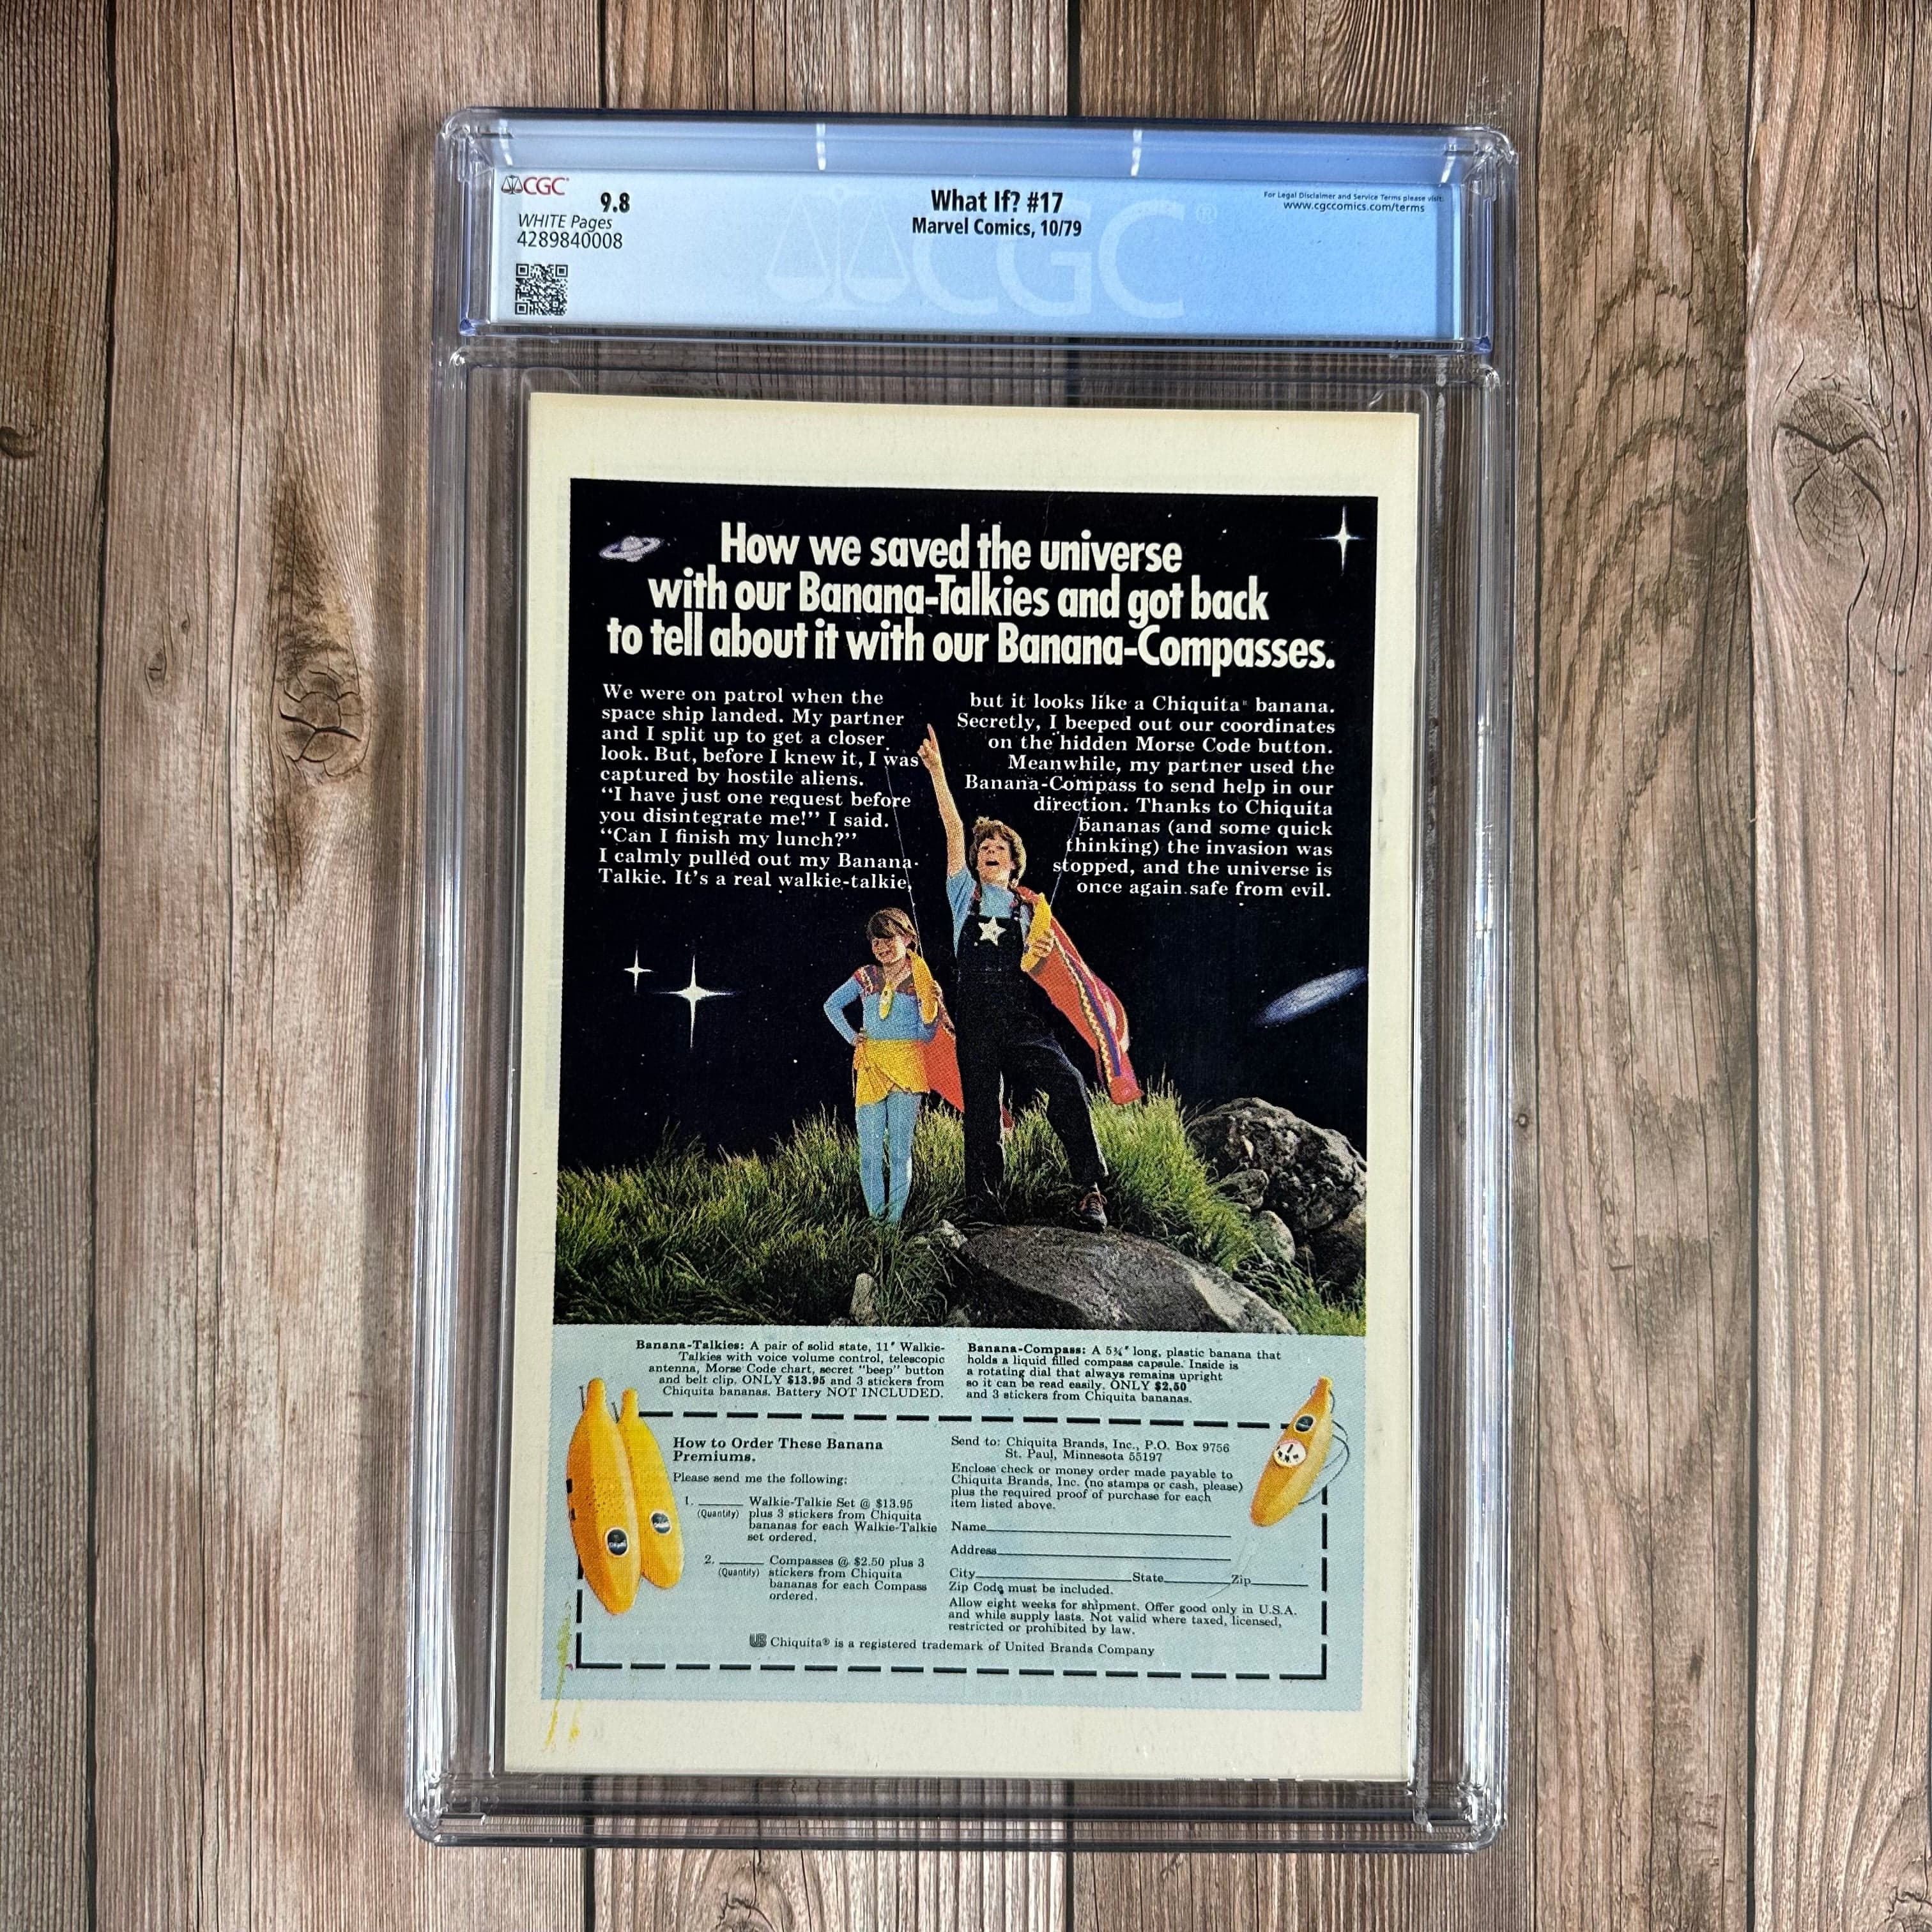 CGC
9.8
WHITE Pages
4289840008
What If? #17
Marvel Comics, 10/79
For Legal Disclaimer and Service Terms please visit:
www.cgccomics.com/terms
CGC®
How we saved the universe
with our Banana-Talkies and got back
to tell about it with our Banana-Compasses.
We were on patrol when the
space ship landed. My partner
and I split up to get a closer
look. But, before I knew it, I was
captured by hostile aliens.
“I have just one request before
you disintegrate me!” I said.
“Can I finish my lunch?”
I calmly pulled out my Banana-
Talkie. It’s a real walkie-talkie,
but it looks like a Chiquita® banana.
Secretly, I beeped out our coordinates
on the hidden Morse Code button.
Meanwhile, my partner used the
Banana-Compass to send help in our
direction. Thanks to Chiquita
bananas (and some quick
thinking) the invasion was
stopped, and the universe is
once again safe from evil.
Banana-Talkies: A pair of solid state, 11" Walkie-
Talkies with voice volume control, telescopic
antenna, Morse Code chart, secret "beep" button
and belt clip. ONLY $13.95 and 3 stickers from
Chiquita bananas. Battery NOT INCLUDED.
Banana-Compass: A 5¾" long, plastic banana that
holds a liquid filled compass capsule. Inside is
a rotating dial that always remains upright
so it can be read easily. ONLY $2.50
and 3 stickers from Chiquita bananas.
How to Order These Banana
Premiums.
Please send me the following:
1. ______ Walkie-Talkie Set @ $13.95
(Quantity) plus 3 stickers from Chiquita
bananas for each Walkie-Talkie
set ordered.
2. ______ Compasses @ $2.50 plus 3
(Quantity) stickers from Chiquita
bananas for each Compass
ordered.
Send to: Chiquita Brands, Inc., P.O. Box 9756
St. Paul, Minnesota 55197
Enclose check or money order made payable to
Chiquita Brands, Inc. (no stamps or cash, please)
plus the required proof of purchase for each
item listed above.
Name
Address
City State Zip
Zip Code must be included.
Allow eight weeks for shipment. Offer good only in U.S.A.
and while supply lasts. Not valid where taxed, licensed,
restricted or prohibited by law.
Chiquita® is a registered trademark of United Brands Company